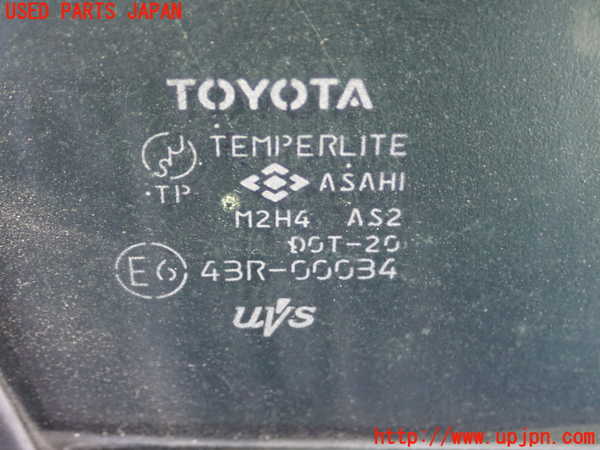 USED PARTS JAPAN
TOYOTA
TEMPERLITE
TP
ASAHI
M2H4 AS2
DOT-20
E6 43R-00034
UVS
http://www.upjpn.com/